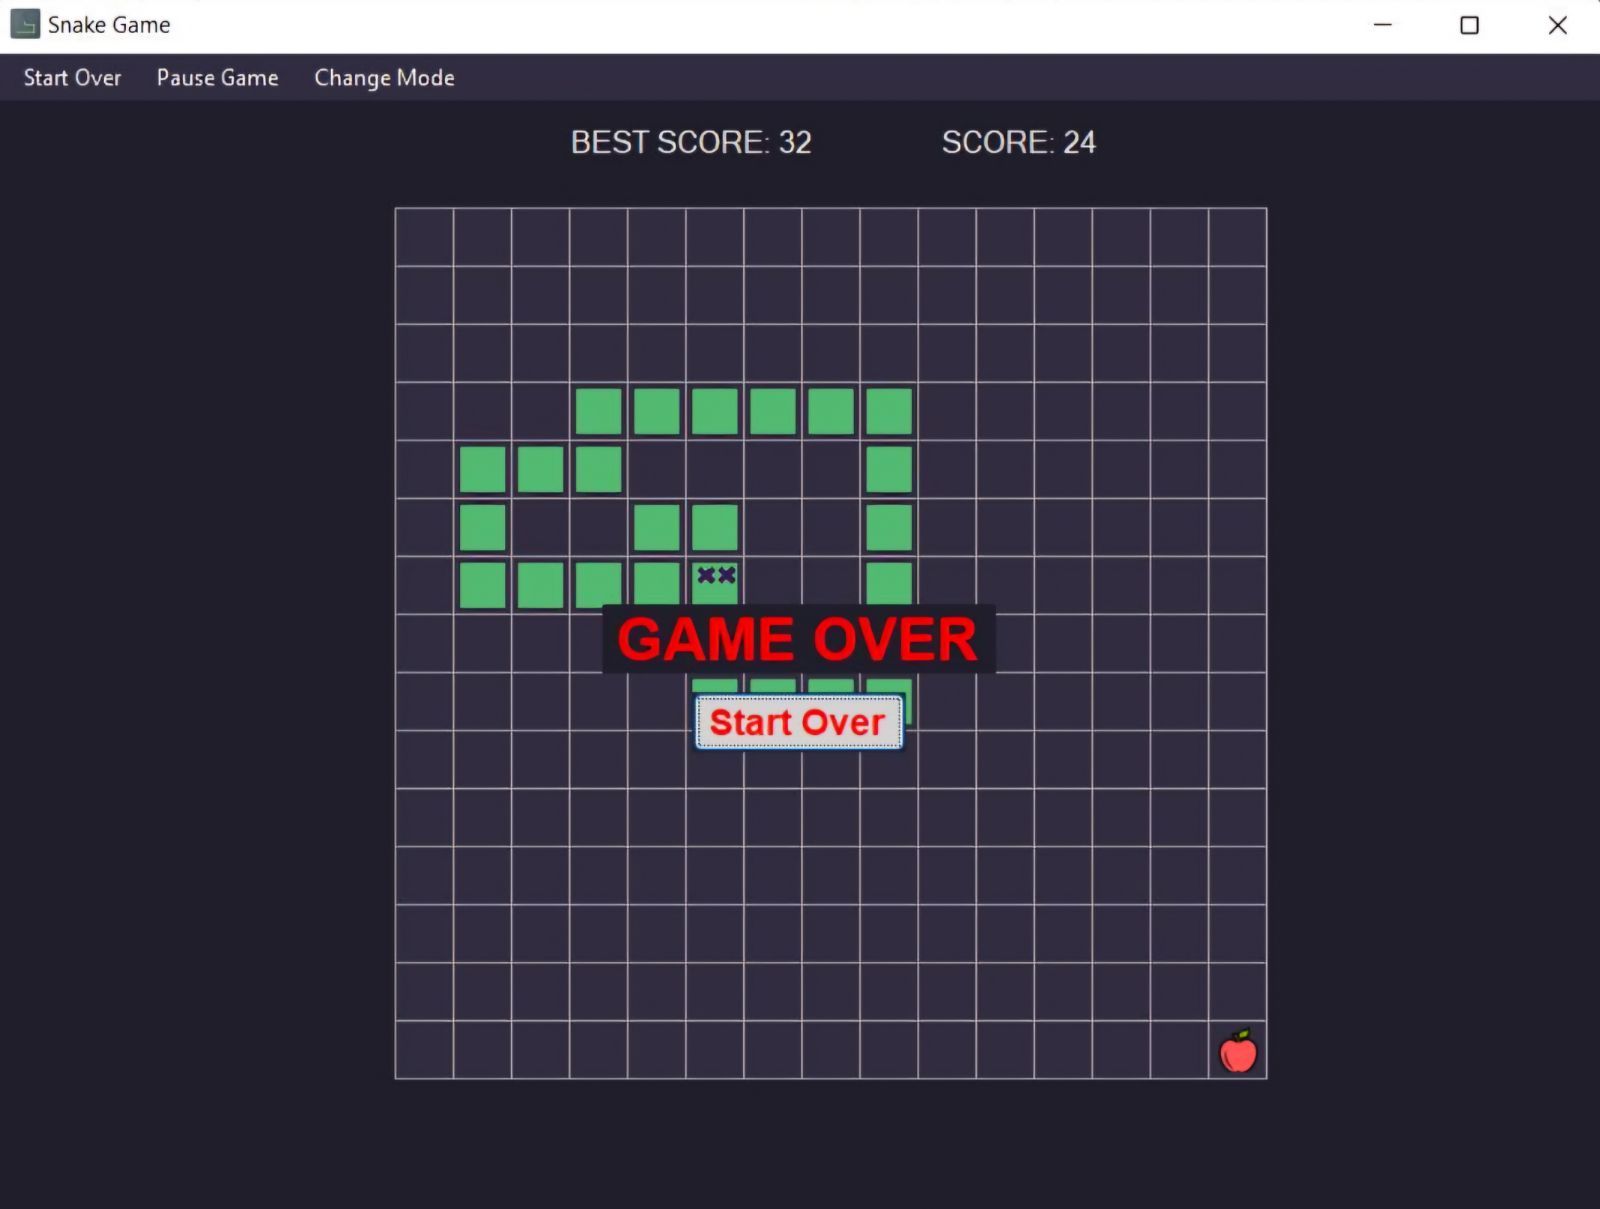 Snake Game
Start Over Pause Game Change Mode
BEST SCORE: 32 SCORE: 24
GAME OVER
Start Over